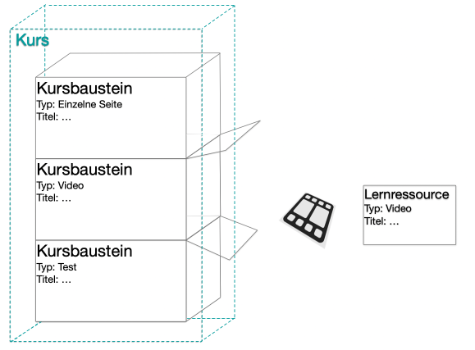 Kurs
Kursbaustein
Typ: Einzelne Seite
Titel: ...
Kursbaustein
Typ: Video
Titel: ...
Kursbaustein
Typ: Test
Titel: ...
Lernressource
Typ: Video
Titel: ...